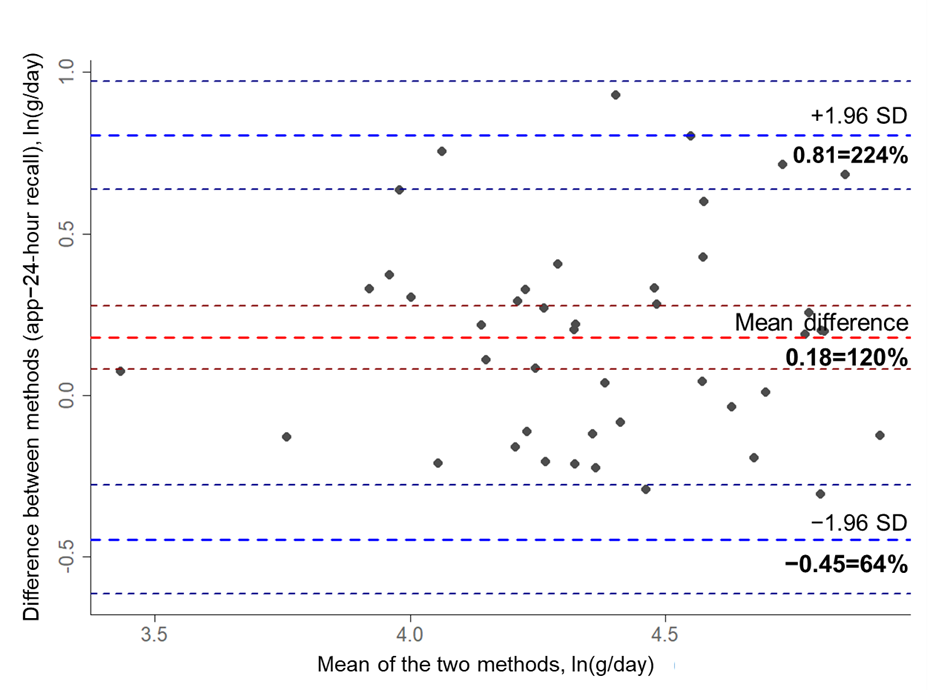 Difference between methods (app−24-hour recall), ln(g/day)
1.0
0.5
0.0
-0.5
+1.96 SD
0.81=224%
Mean difference
0.18=120%
−1.96 SD
−0.45=64%
3.5
4.0
4.5
Mean of the two methods, ln(g/day)